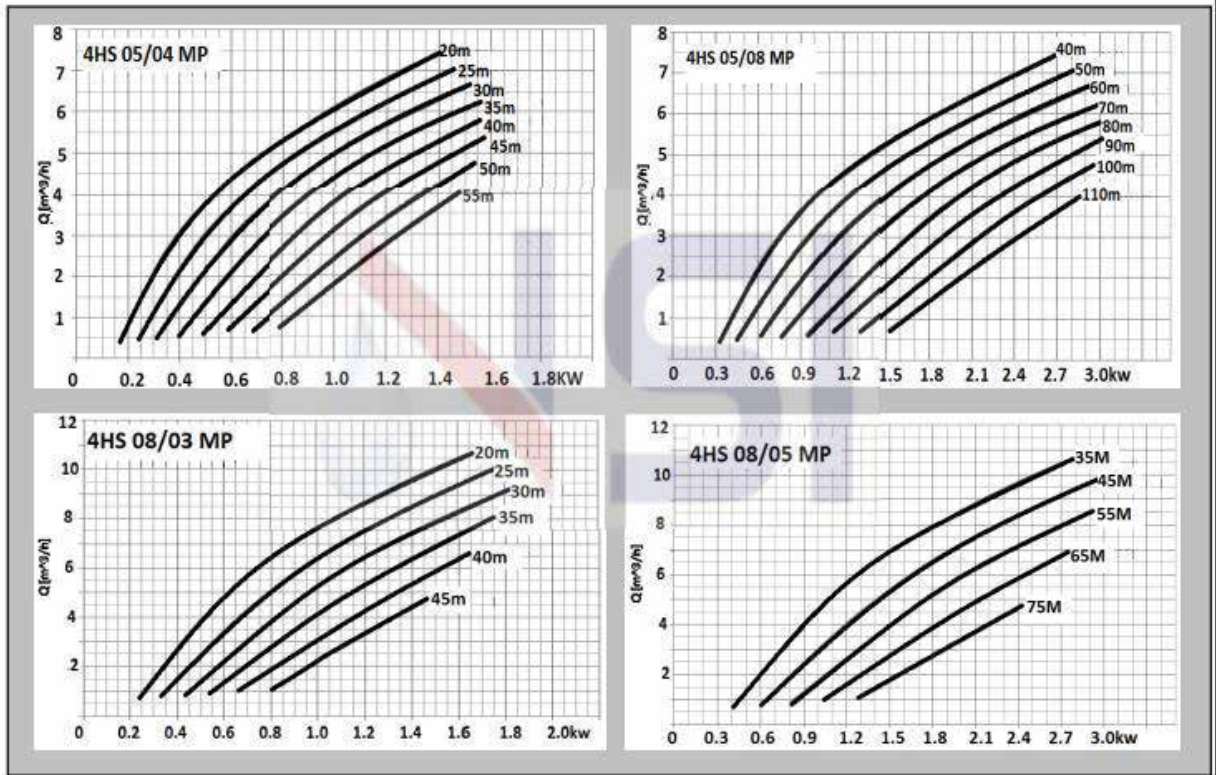 4HS 05/04 MP
Q[m^3/h]
8
7
6
5
4
3
2
1
20m
25m
30m
35m
40m
45m
50m
55m
0 0.2 0.4 0.6 0.8 1.0 1.2 1.4 1.6 1.8KW
4HS 05/08 MP
Q[m^3/h]
8
7
6
5
4
3
2
1
40m
50m
60m
70m
80m
90m
100m
110m
0 0.3 0.6 0.9 1.2 1.5 1.8 2.1 2.4 2.7 3.0kw
4HS 08/03 MP
Q[m^3/h]
12
10
8
6
4
2
20m
25m
30m
35m
40m
45m
0 0.2 0.4 0.6 0.8 1.0 1.2 1.4 1.6 1.8 2.0kw
4HS 08/05 MP
Q[m^3/h]
12
10
8
6
4
2
35M
45M
55M
65M
75M
0 0.3 0.6 0.9 1.2 1.5 1.8 2.1 2.4 2.7 3.0kw
NSI